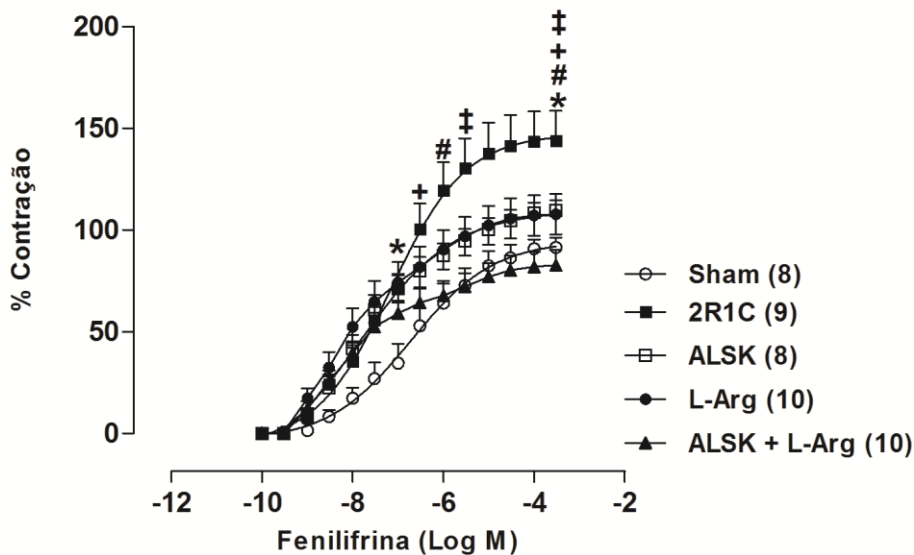 200
150
100
50
0
% Contração
‡
+
#
*
‡
#
+
*
Sham (8)
2R1C (9)
ALSK (8)
L-Arg (10)
ALSK + L-Arg (10)
-12 -10 -8 -6 -4 -2
Fenilifrina (Log M)